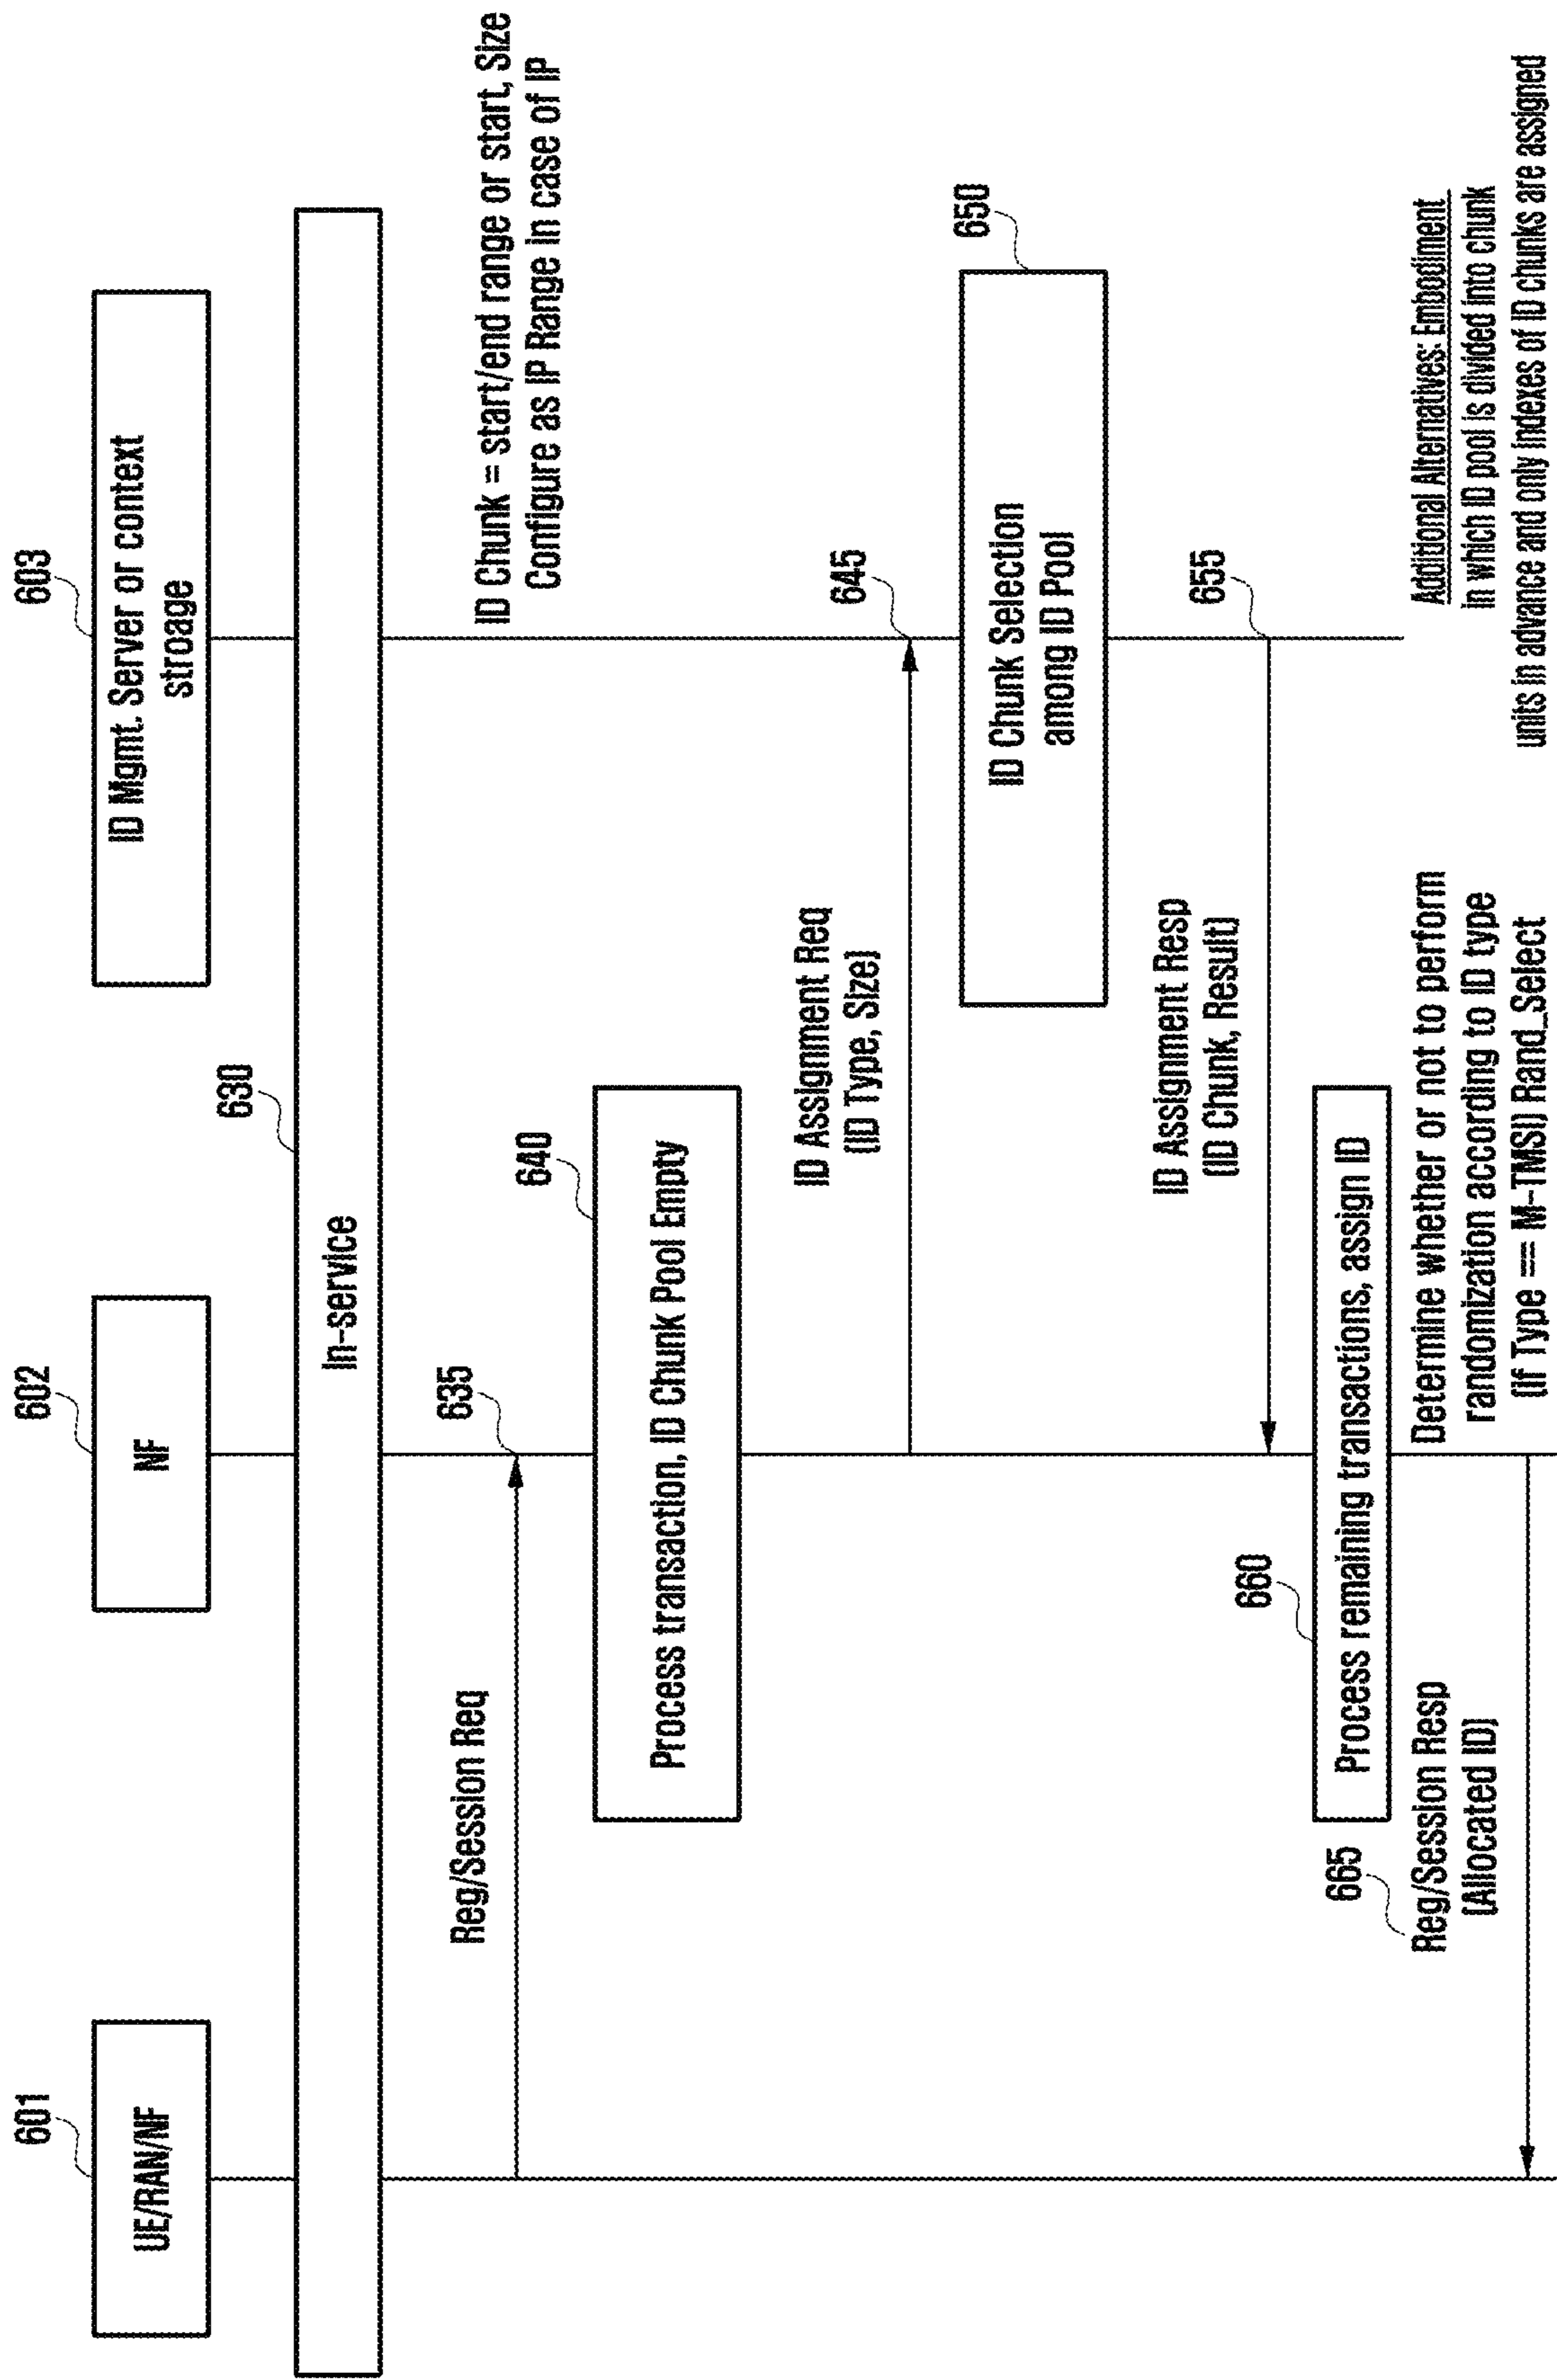 601
UE/RAN/NF
602
NF
603
ID Mgmt. Server or context
stroage
630
In-service
ID Chunk = start/end range or start, Size
Configure as IP Range in case of IP
635
Reg/Session Req
640
Process transaction, ID Chunk Pool Empty
645
ID Assignment Req
(ID Type, Size)
650
ID Chunk Selection
among ID Pool
655
ID Assignment Resp
(ID Chunk, Result)
660
Process remaining transactions, assign ID
665
Reg/Session Resp
(Allocated ID)
Determine whether or not to perform
randomization according to ID type
(if Type == M-TMSI) Rand_Select
Additional Alternatives: Embodiment
in which ID pool is divided into chunk
units in advance and only indexes of ID chunks are assigned